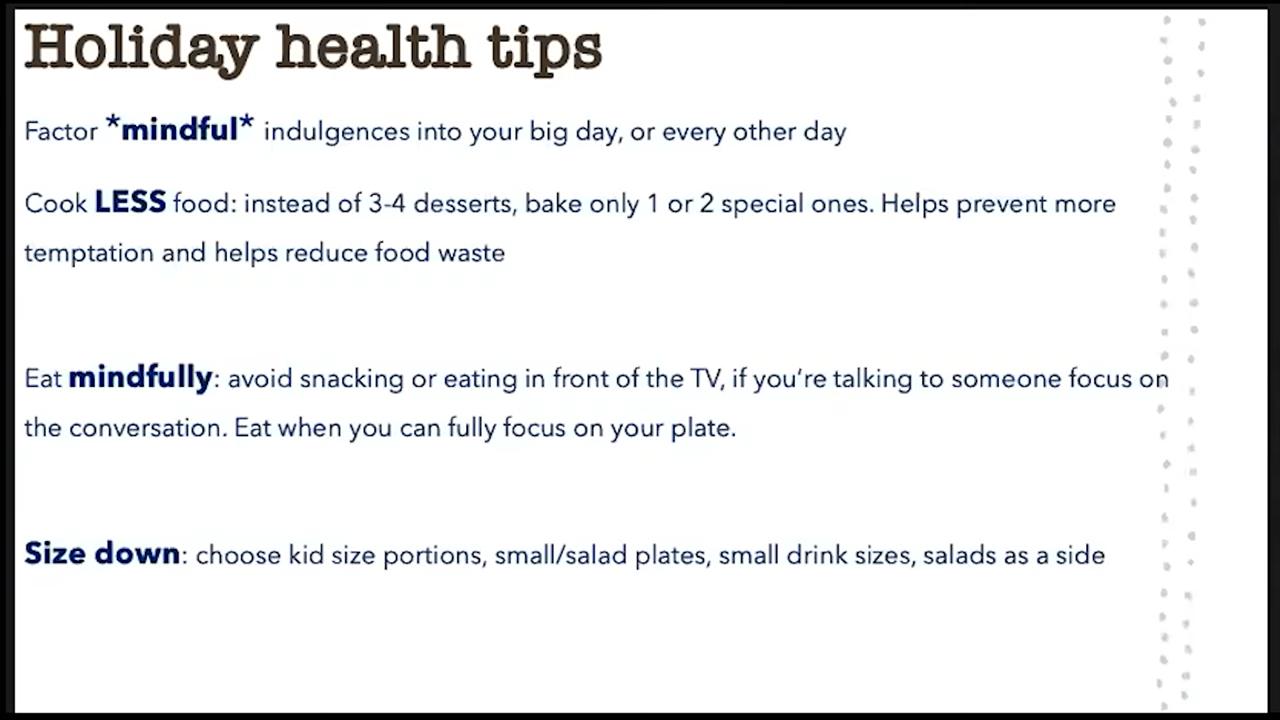 Holiday health tips
Factor *mindful* indulgences into your big day, or every other day
Cook LESS food: instead of 3-4 desserts, bake only 1 or 2 special ones. Helps prevent more
temptation and helps reduce food waste
Eat mindfully: avoid snacking or eating in front of the TV, if you’re talking to someone focus on
the conversation. Eat when you can fully focus on your plate.
Size down: choose kid size portions, small/salad plates, small drink sizes, salads as a side